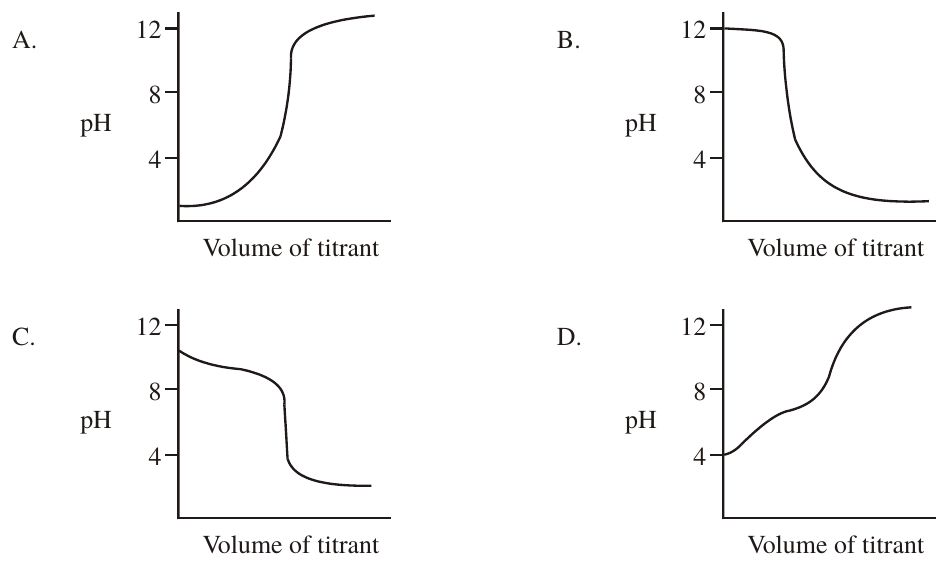 A.
12
8
pH
4
Volume of titrant
B.
12
8
pH
4
Volume of titrant
C.
12
8
pH
4
Volume of titrant
D.
12
8
pH
4
Volume of titrant